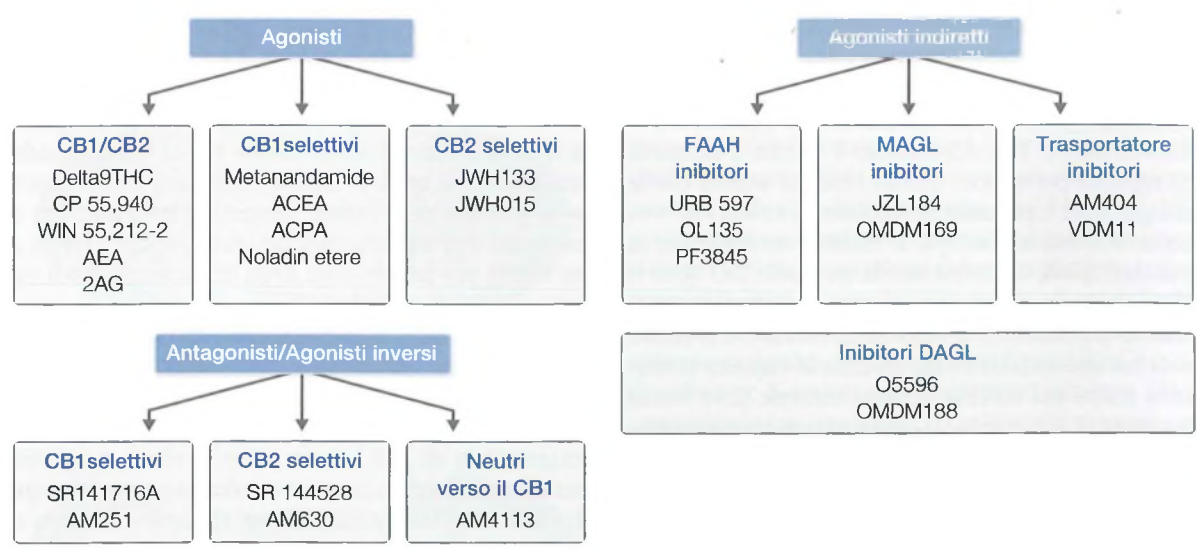 Agonisti
CB1/CB2
Delta9THC
CP 55,940
WIN 55,212-2
AEA
2AG
CB1selettivi
Metanandamide
ACEA
ACPA
Noladin etere
CB2 selettivi
JWH133
JWH015
Antagonisti/Agonisti inversi
CB1selettivi
SR141716A
AM251
CB2 selettivi
SR 144528
AM630
Neutri
verso il CB1
AM4113
Agonisti indiretti
FAAH
inibitori
URB 597
OL135
PF3845
MAGL
inibitori
JZL184
OMDM169
Trasportatore
inibitori
AM404
VDM11
Inibitori DAGL
O5596
OMDM188